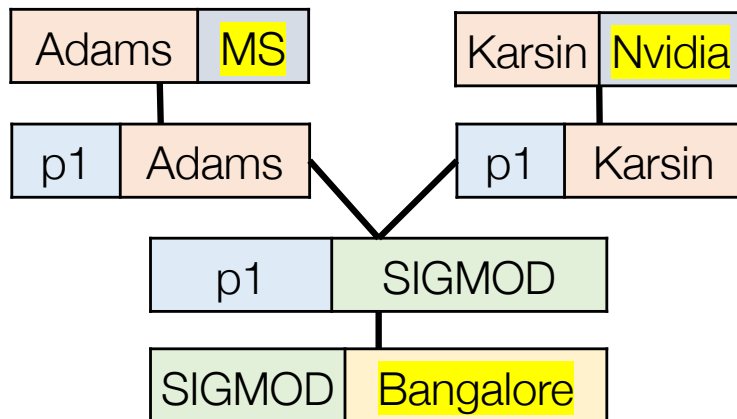 Adams MS Karsin Nvidia
p1 Adams p1 Karsin
p1 SIGMOD
SIGMOD Bangalore